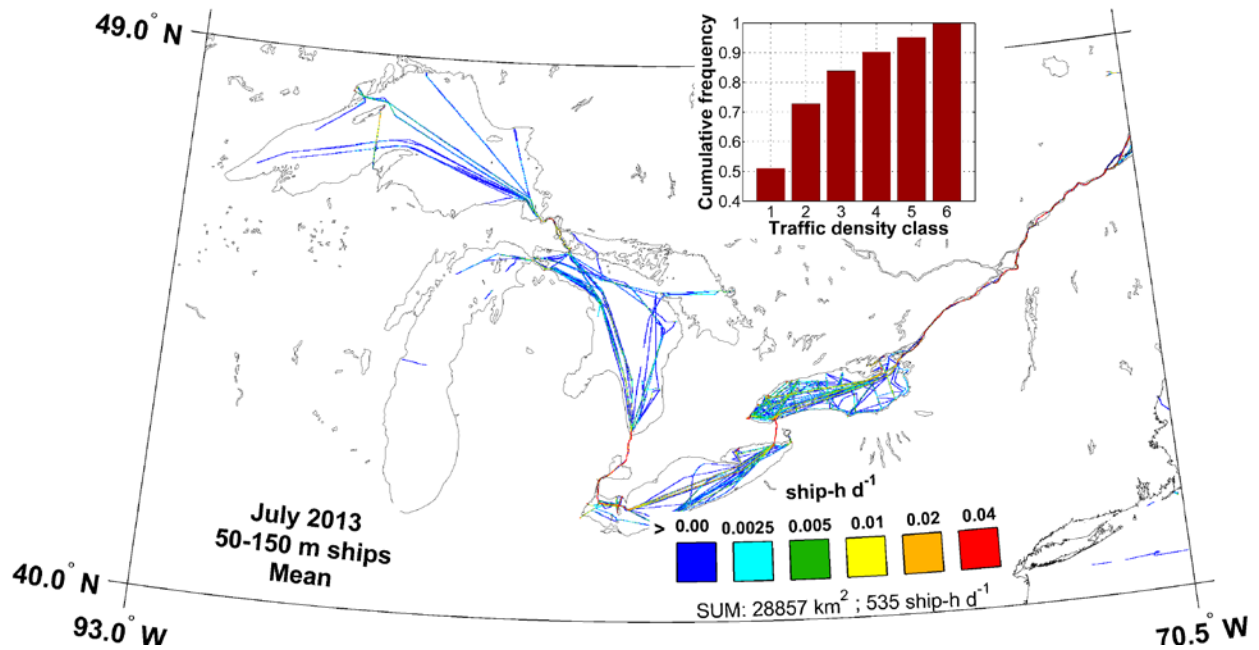 49.0° N
1
0.9
0.8
0.7
0.6
0.5
0.4
Cumulative frequency
1 2 3 4 5 6
Traffic density class
July 2013
50-150 m ships
Mean
ship-h d⁻¹
> 0.00 0.0025 0.005 0.01 0.02 0.04
SUM: 28857 km² ; 535 ship-h d⁻¹
40.0° N
93.0° W
70.5° W